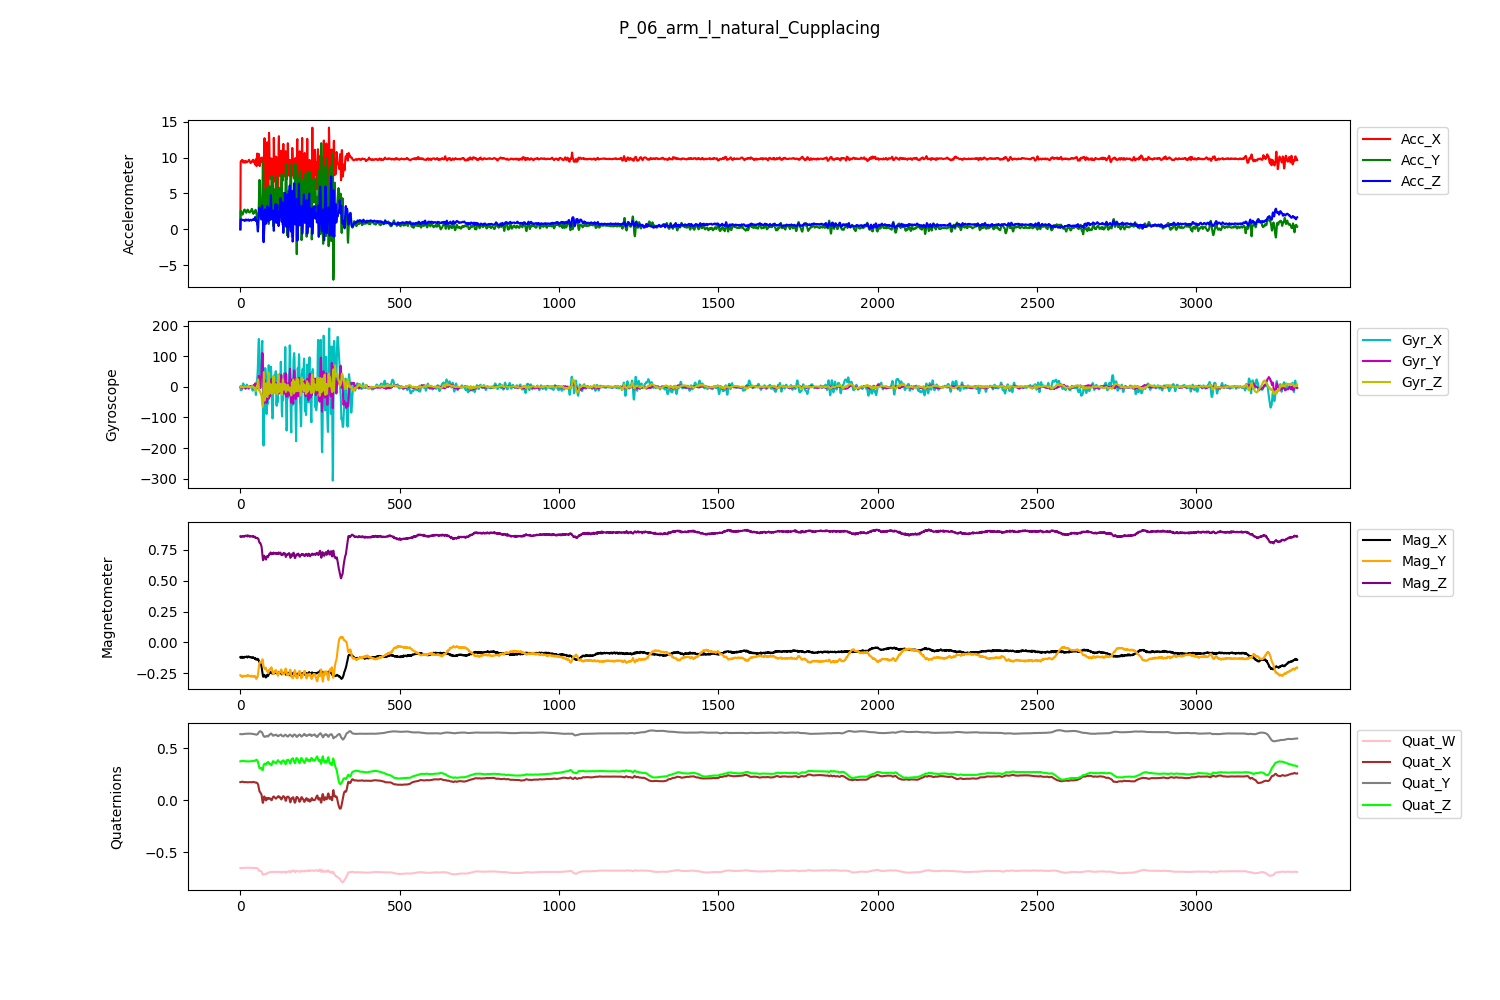 P_06_arm_l_natural_Cupplacing
Accelerometer
15
10
5
0
−5
0 500 1000 1500 2000 2500 3000
Acc_X
Acc_Y
Acc_Z
Gyroscope
200
100
0
−100
−200
−300
0 500 1000 1500 2000 2500 3000
Gyr_X
Gyr_Y
Gyr_Z
Magnetometer
0.75
0.50
0.25
0.00
−0.25
0 500 1000 1500 2000 2500 3000
Mag_X
Mag_Y
Mag_Z
Quaternions
0.5
0.0
−0.5
0 500 1000 1500 2000 2500 3000
Quat_W
Quat_X
Quat_Y
Quat_Z